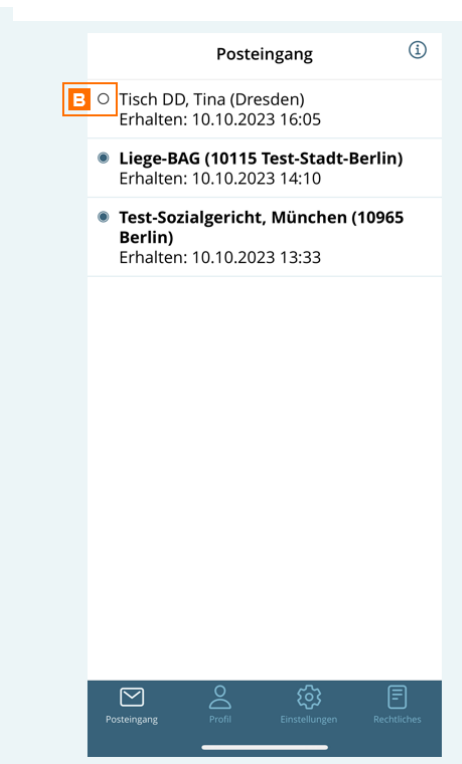 Posteingang
B Tisch DD, Tina (Dresden)
Erhalten: 10.10.2023 16:05
Liege-BAG (10115 Test-Stadt-Berlin)
Erhalten: 10.10.2023 14:10
Test-Sozialgericht, München (10965
Berlin)
Erhalten: 10.10.2023 13:33
Posteingang Profil Einstellungen Rechtliches